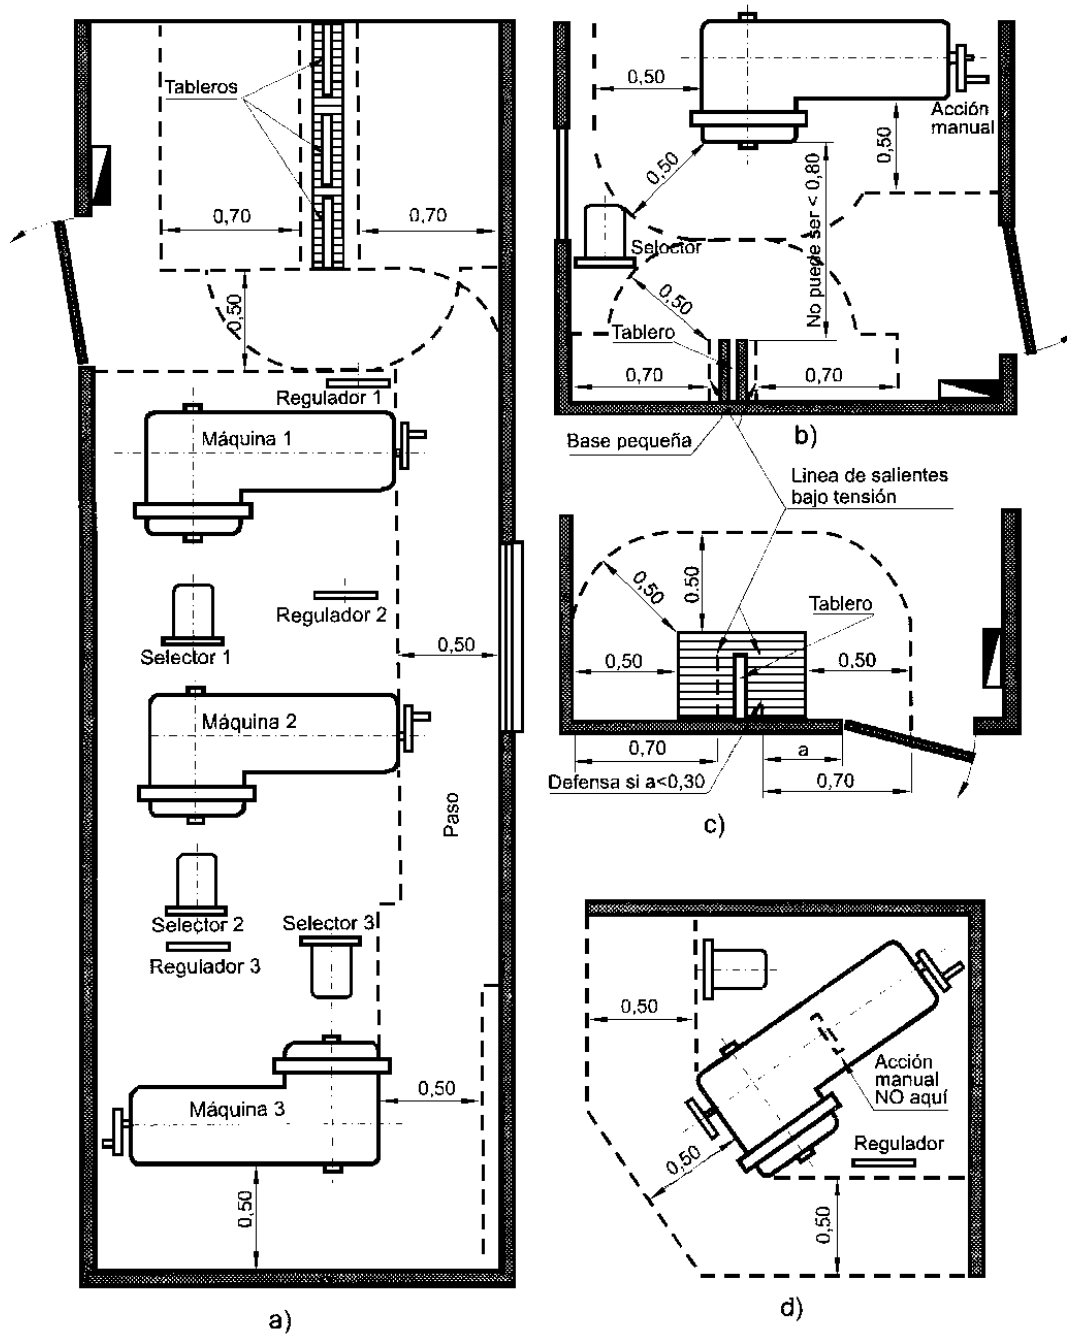 Tableros
0,70
0,70
0,50
Regulador 1
Máquina 1
Regulador 2
Selector 1
0,50
Máquina 2
Paso
Selector 2
Selector 3
Regulador 3
Máquina 3
0,50
0,50
a)
0,50
Acción
manual
0,50
0,50
No puede ser < 0,80
Seloctor
0,50
Tablero
0,70
0,70
b)
Base pequeña
Linea de salientes
bajo tensión
0,50
0.50
Tablero
0,50
0,50
0,70
a
Defensa si a<0,30
0,70
c)
0,50
Acción
manual
NO aquí
Regulador
0,50
0,50
d)